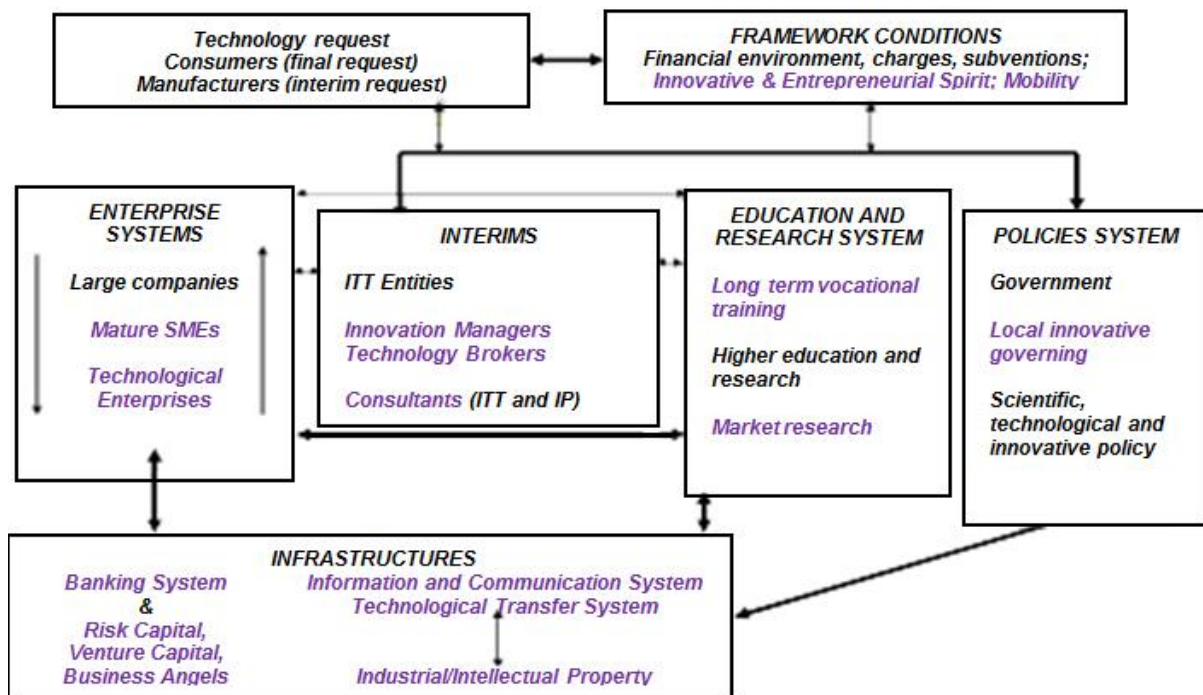 Technology request
Consumers (final request)
Manufacturers (interim request)
FRAMEWORK CONDITIONS
Financial environment, charges, subventions;
Innovative & Entrepreneurial Spirit; Mobility
ENTERPRISE
SYSTEMS
Large companies
Mature SMEs
Technological
Enterprises
INTERIMS
ITT Entities
Innovation Managers
Technology Brokers
Consultants (ITT and IP)
EDUCATION AND
RESEARCH SYSTEM
Long term vocational
training
Higher education and
research
Market research
POLICIES SYSTEM
Government
Local innovative
governing
Scientific,
technological and
innovative policy
INFRASTRUCTURES
Banking System
&
Risk Capital,
Venture Capital,
Business Angels
Information and Communication System
Technological Transfer System
Industrial/Intellectual Property